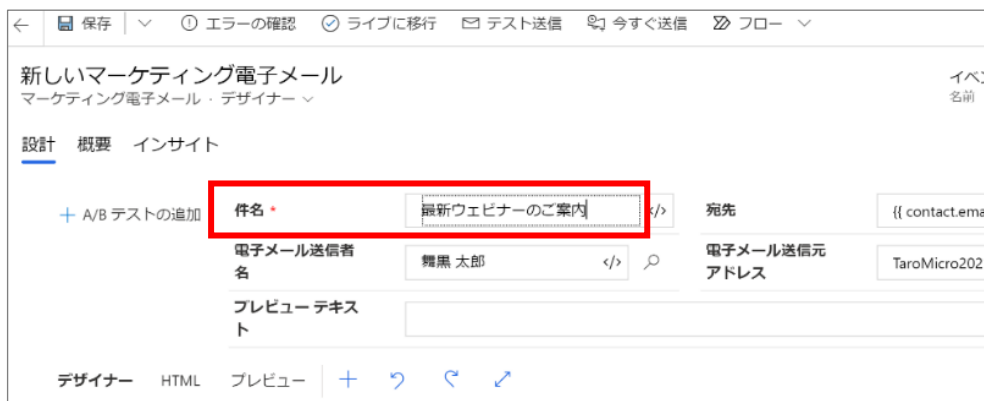 保存 エラーの確認 ライブに移行 テスト送信 今すぐ送信 フロー
新しいマーケティング電子メール
マーケティング電子メール · デザイナー
イベン
名前
設計 概要 インサイト
+ A/B テストの追加
件名 * 最新ウェビナーのご案内 </> 宛先 {{ contact.ema
電子メール送信者
名
舞黒 太郎 </>
電子メール送信元
アドレス
TaroMicro202
プレビュー テキス
ト
デザイナー HTML プレビュー